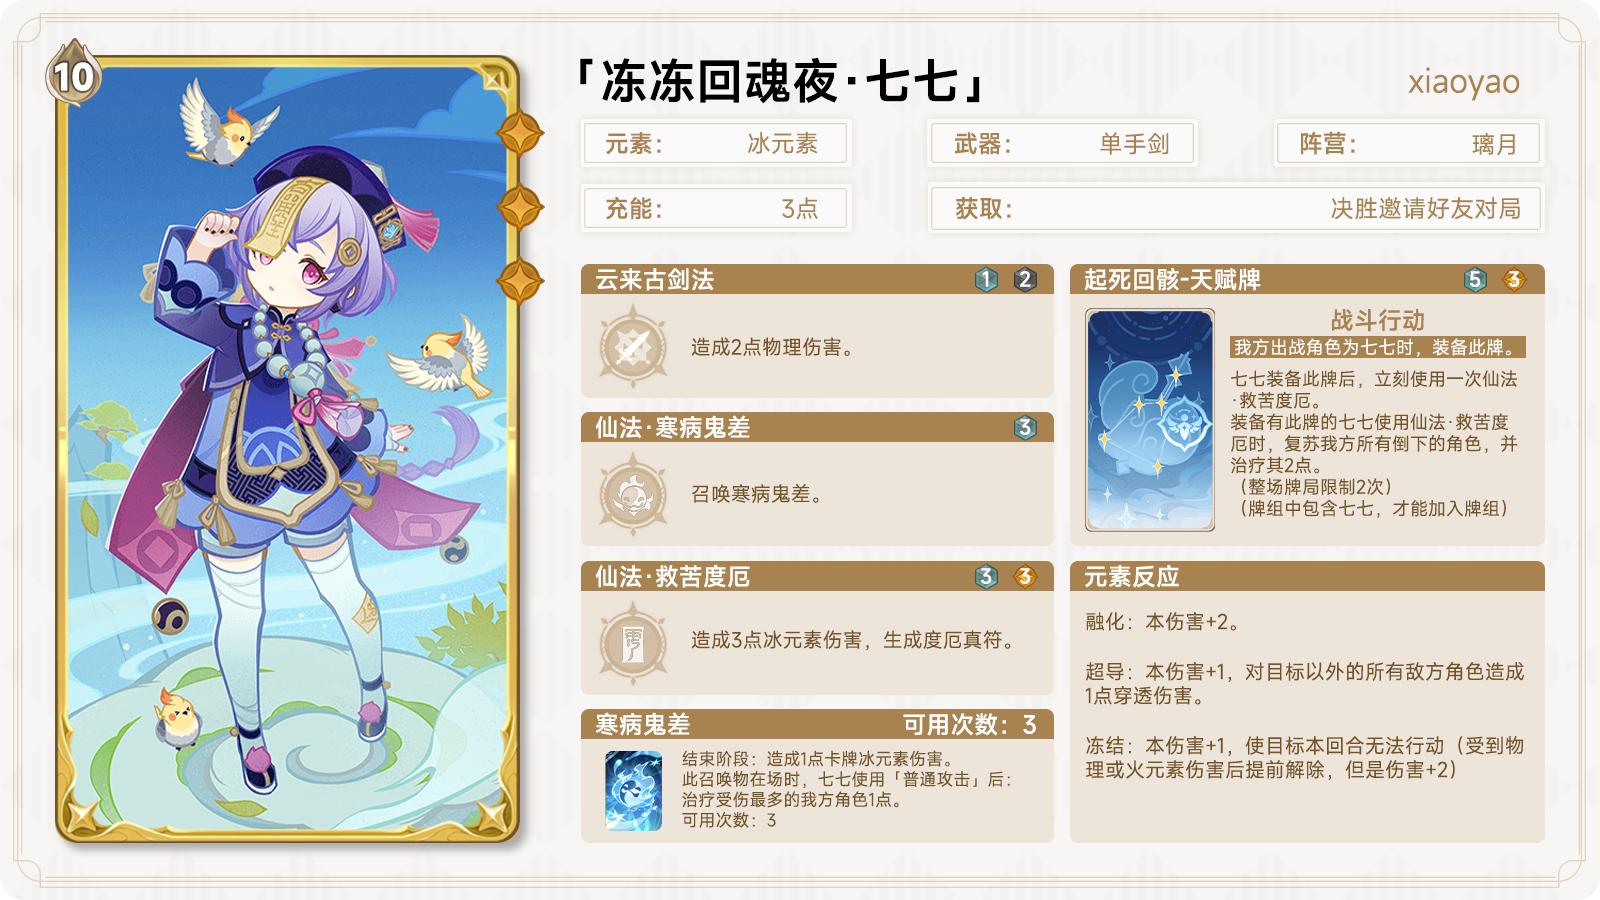 10
「冻冻回魂夜·七七」
xiaoyao
元素： 冰元素
武器： 单手剑
阵营： 璃月
充能： 3点
获取： 决胜邀请好友对局
云来古剑法 1 2
造成2点物理伤害。
仙法·寒病鬼差 3
召唤寒病鬼差。
仙法·救苦度厄 3 3
造成3点冰元素伤害，生成度厄真符。
寒病鬼差 可用次数：3
结束阶段：造成1点卡牌冰元素伤害。
此召唤物在场时，七七使用「普通攻击」后：
治疗受伤最多的我方角色1点。
可用次数：3
起死回骸-天赋牌 5 3
战斗行动
我方出战角色为七七时，装备此牌。
七七装备此牌后，立刻使用一次仙法
·救苦度厄。
装备有此牌的七七使用仙法·救苦度
厄时，复苏我方所有倒下的角色，并
治疗其2点。
（整场牌局限制2次）
（牌组中包含七七，才能加入牌组）
元素反应
融化：本伤害+2。
超导：本伤害+1，对目标以外的所有敌方角色造成
1点穿透伤害。
冻结：本伤害+1，使目标本回合无法行动（受到物
理或火元素伤害后提前解除，但是伤害+2）